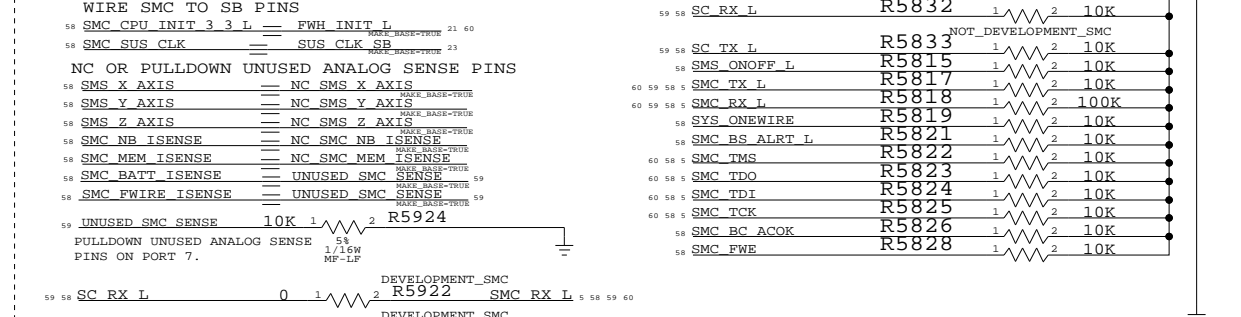 WIRE SMC TO SB PINS
58 SMC_CPU_INIT_3_3_L FWH_INIT_L 21 60
MAKE_BASE=TRUE
58 SMC_SUS_CLK SUS_CLK_SB 23
MAKE_BASE=TRUE
NC OR PULLDOWN UNUSED ANALOG SENSE PINS
58 SMS_X_AXIS NC_SMS_X_AXIS
MAKE_BASE=TRUE
58 SMS_Y_AXIS NC_SMS_Y_AXIS
MAKE_BASE=TRUE
58 SMS_Z_AXIS NC_SMS_Z_AXIS
MAKE_BASE=TRUE
58 SMC_NB_ISENSE NC_SMC_NB_ISENSE
MAKE_BASE=TRUE
58 SMC_MEM_ISENSE NC_SMC_MEM_ISENSE
MAKE_BASE=TRUE
58 SMC_BATT_ISENSE UNUSED_SMC_SENSE 59
MAKE_BASE=TRUE
58 SMC_FWIRE_ISENSE UNUSED_SMC_SENSE 59
MAKE_BASE=TRUE
59 UNUSED_SMC_SENSE 10K 1 2 R5924
PULLDOWN UNUSED ANALOG SENSE
PINS ON PORT 7.
5%
1/16W
MF-LF
DEVELOPMENT_SMC
59 58 SC_RX_L 0 1 2 R5922 SMC_RX_L 5 58 59 60
DEVELOPMENT_SMC
59 58 SC_RX_L R5832 1 2 10K
NOT_DEVELOPMENT_SMC
59 58 SC_TX_L R5833 1 2 10K
58 SMS_ONOFF_L R5815 1 2 10K
60 59 58 5 SMC_TX_L R5817 1 2 10K
60 59 58 5 SMC_RX_L R5818 1 2 100K
58 SYS_ONEWIRE R5819 1 2 10K
58 SMC_BS_ALRT_L R5821 1 2 10K
60 58 5 SMC_TMS R5822 1 2 10K
60 58 5 SMC_TDO R5823 1 2 10K
60 58 5 SMC_TDI R5824 1 2 10K
60 58 5 SMC_TCK R5825 1 2 10K
58 SMC_BC_ACOK R5826 1 2 10K
58 SMC_FWE R5828 1 2 10K